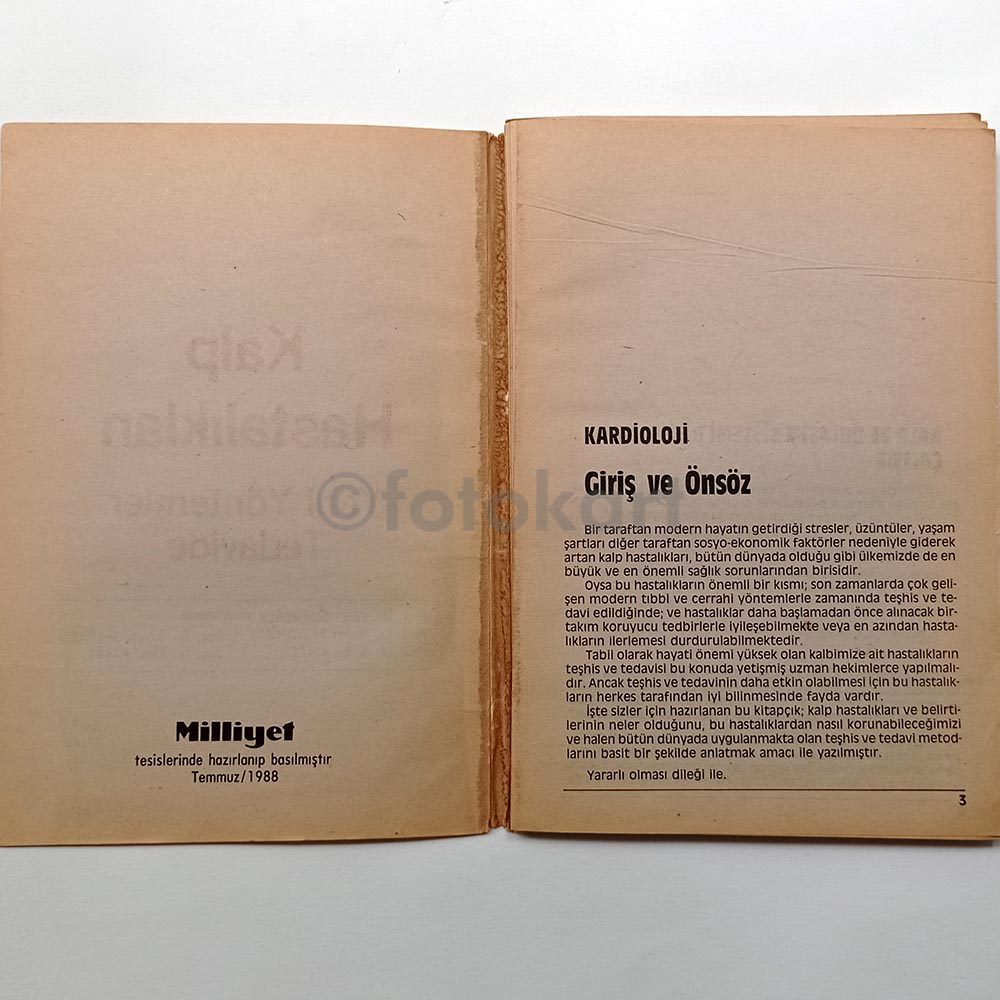 Milliyet
tesislerinde hazırlanıp basılmıştır
Temmuz/1988
KARDİOLOJİ
Giriş ve Önsöz
Bir taraftan modern hayatın getirdiği stresler, üzüntüler, yaşam
şartları diğer taraftan sosyo-ekonomik faktörler nedeniyle giderek
artan kalp hastalıkları, bütün dünyada olduğu gibi ülkemizde de en
büyük ve en önemli sağlık sorunlarından birisidir.
Oysa bu hastalıkların önemli bir kısmı; son zamanlarda çok geli-
şen modern tıbbi ve cerrahi yöntemlerle zamanında teşhis ve te-
davi edildiğinde; ve hastalıklar daha başlamadan önce alınacak bir-
takım koruyucu tedbirlerle iyileşebilmekte veya en azından hasta-
lıkların ilerlemesi durdurulabilmektedir.
Tabii olarak hayati önemi yüksek olan kalbimize ait hastalıkların
teşhis ve tedavisi bu konuda yetişmiş uzman hekimlerce yapılmalı-
dır. Ancak teşhis ve tedavinin daha etkin olabilmesi için bu hastalık-
ların herkes tarafından iyi bilinmesinde fayda vardır.
İşte sizler için hazırlanan bu kitapçık; kalp hastalıkları ve belirti-
lerinin neler olduğunu, bu hastalıklardan nasıl korunabileceğimizi
ve halen bütün dünyada uygulanmakta olan teşhis ve tedavi metod-
larını basit bir şekilde anlatmak amacı ile yazılmıştır.
Yararlı olması dileği ile.
3
©fotokart
Kalp
Hastalıkları
Yöntemler
Tedavide